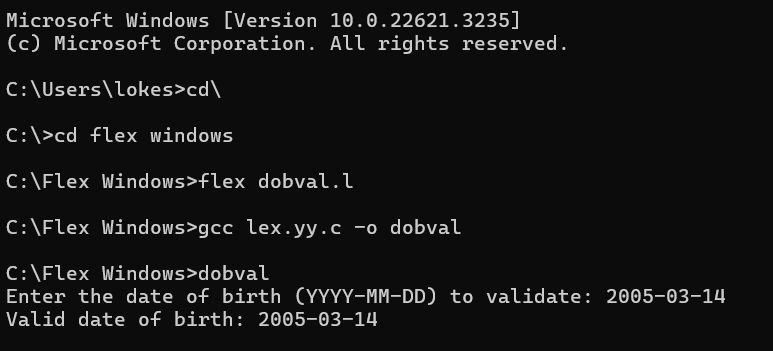 Microsoft Windows [Version 10.0.22621.3235]
(c) Microsoft Corporation. All rights reserved.
C:\Users\lokes>cd\
C:\>cd flex windows
C:\Flex Windows>flex dobval.l
C:\Flex Windows>gcc lex.yy.c -o dobval
C:\Flex Windows>dobval
Enter the date of birth (YYYY-MM-DD) to validate: 2005-03-14
Valid date of birth: 2005-03-14